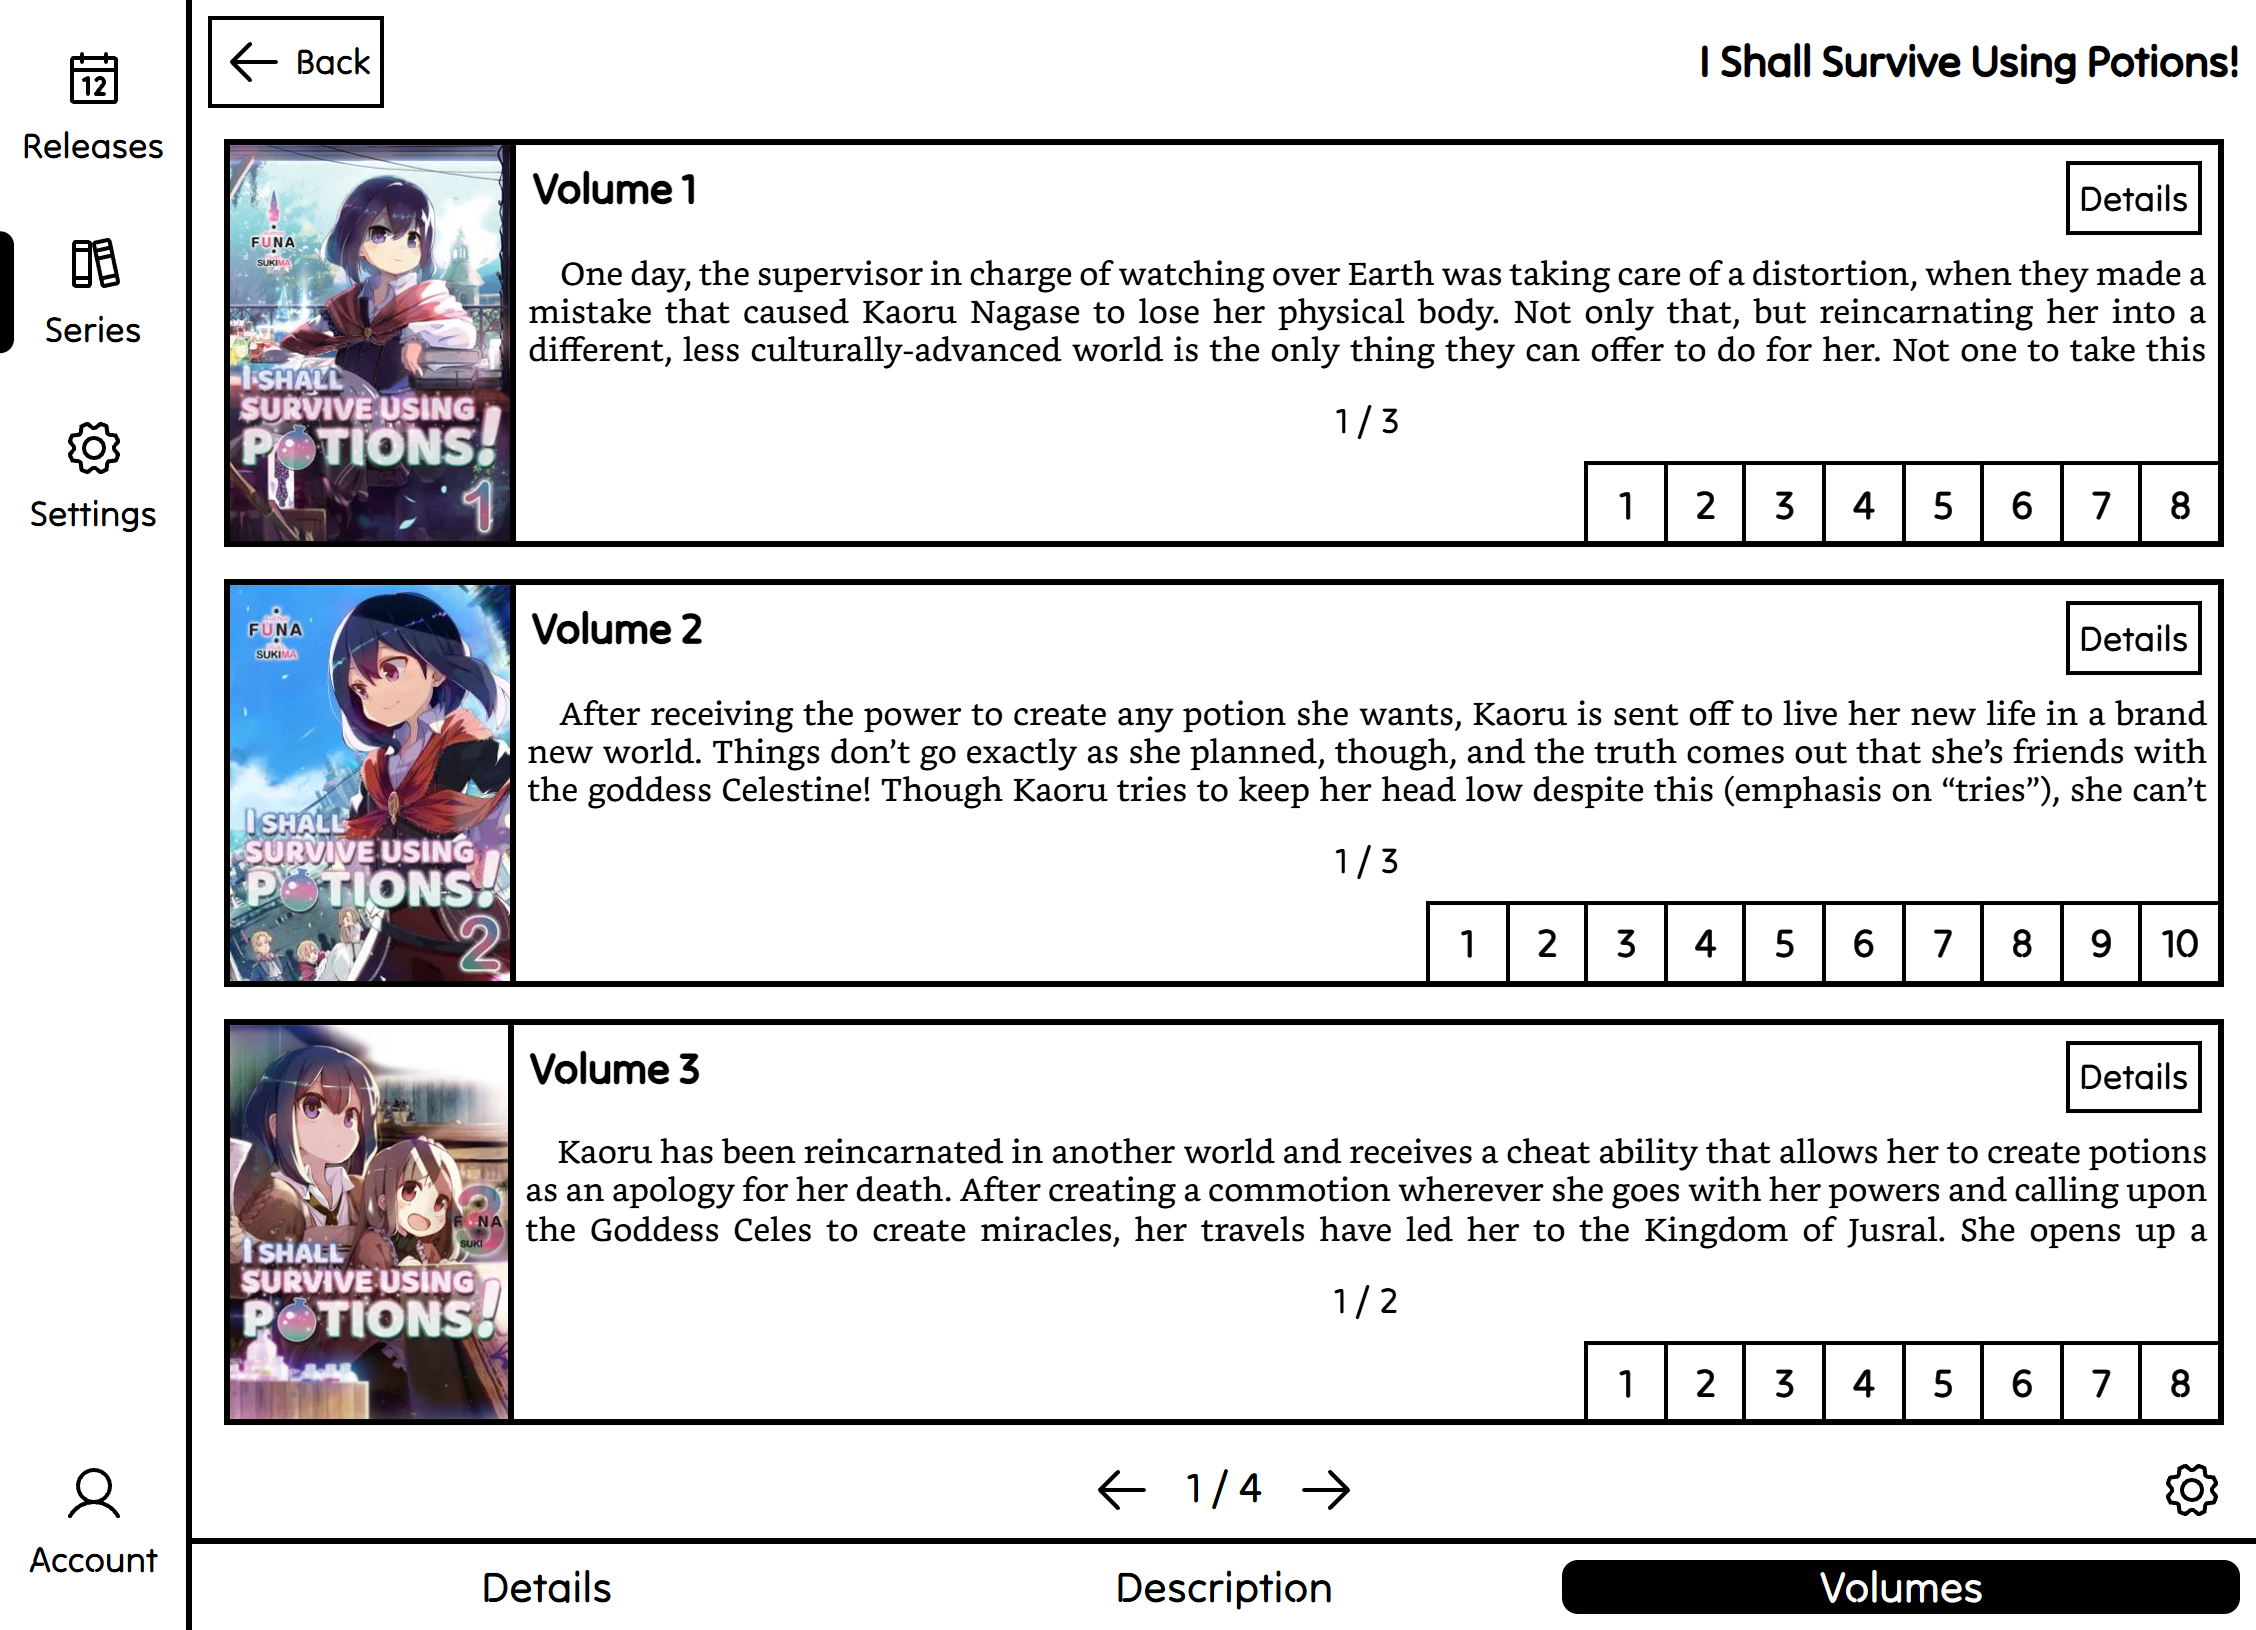 12
Releases
Series
Settings
Account
Back
I Shall Survive Using Potions!
FUNA
SUKIMA
I SHALL
SURVIVE USING
POTIONS!
1
Volume 1
Details
One day, the supervisor in charge of watching over Earth was taking care of a distortion, when they made a
mistake that caused Kaoru Nagase to lose her physical body. Not only that, but reincarnating her into a
different, less culturally-advanced world is the only thing they can offer to do for her. Not one to take this
1 / 3
1 2 3 4 5 6 7 8
FUNA
SUKIMA
I SHALL
SURVIVE USING
POTIONS!
2
Volume 2
Details
After receiving the power to create any potion she wants, Kaoru is sent off to live her new life in a brand
new world. Things don’t go exactly as she planned, though, and the truth comes out that she’s friends with
the goddess Celestine! Though Kaoru tries to keep her head low despite this (emphasis on “tries”), she can’t
1 / 3
1 2 3 4 5 6 7 8 9 10
3
FUNA
I SHALL
SURVIVE USING
POTIONS!
Volume 3
Details
Kaoru has been reincarnated in another world and receives a cheat ability that allows her to create potions
as an apology for her death. After creating a commotion wherever she goes with her powers and calling upon
the Goddess Celes to create miracles, her travels have led her to the Kingdom of Jusral. She opens up a
1 / 2
1 2 3 4 5 6 7 8
1 / 4
Details
Description
Volumes